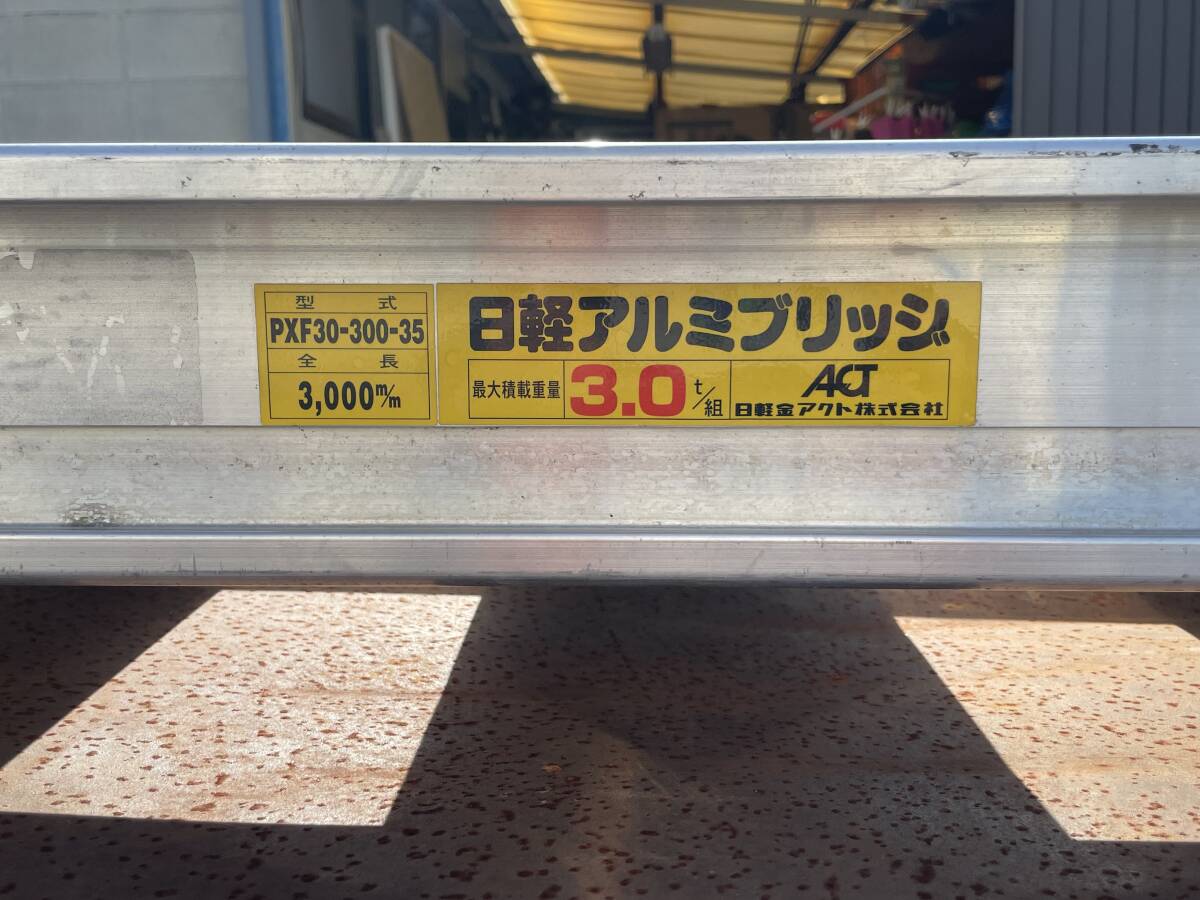 型 式
PXF30-300-35
全 長
3,000m/m
日軽アルミブリッジ
最大積載重量 3.0 t/組
ACT
日軽金アクト株式会社